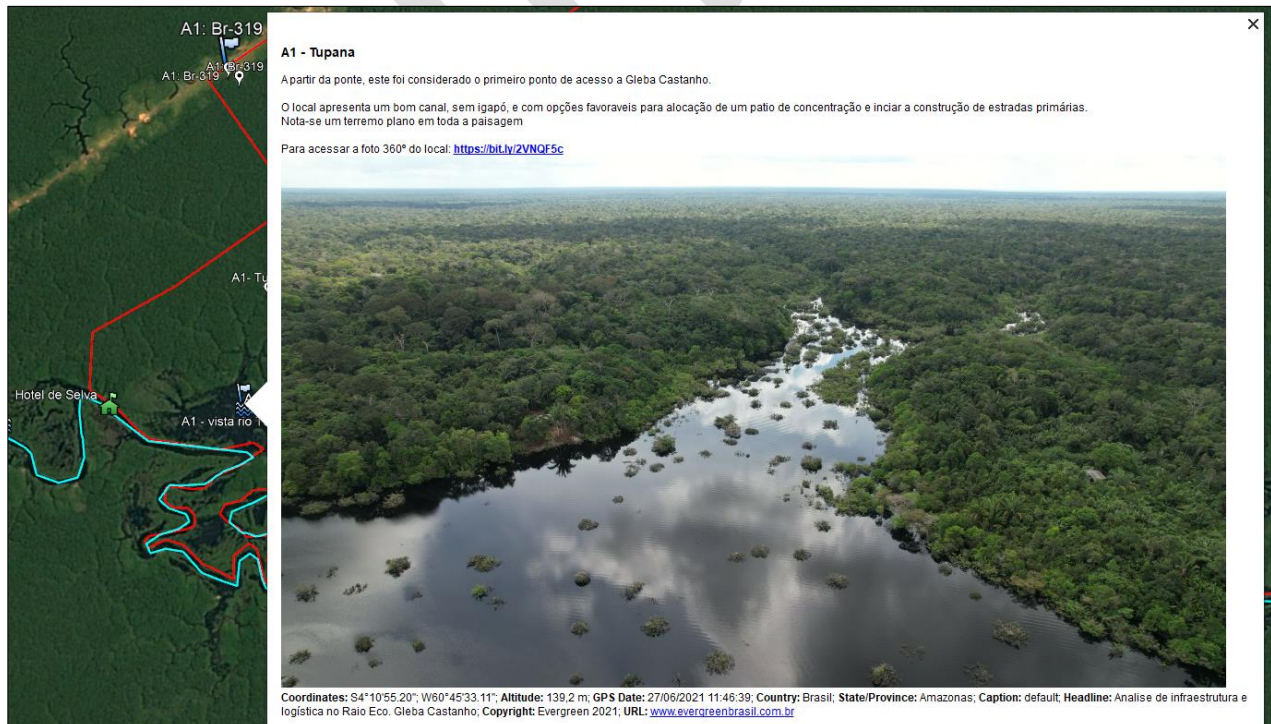 A1: Br-319
A1: Br-319
A1: Br-319
A1- Tu
Hotel de Selva
A1 - vista rio T
A1 - Tupana
A partir da ponte, este foi considerado o primeiro ponto de acesso a Gleba Castanho.
O local apresenta um bom canal, sem igapó, e com opções favoraveis para alocação de um patio de concentração e inciar a construção de estradas primárias.
Nota-se um terremo plano em toda a paisagem
Para acessar a foto 360º do local: https://bit.ly/2VNQF5c
Coordinates: S4°10'55.20"; W60°45'33.11"; Altitude: 139,2 m; GPS Date: 27/06/2021 11:46:39; Country: Brasil; State/Province: Amazonas; Caption: default; Headline: Analise de infraestrutura e
logística no Raio Eco. Gleba Castanho; Copyright: Evergreen 2021; URL: www.evergreenbrasil.com.br